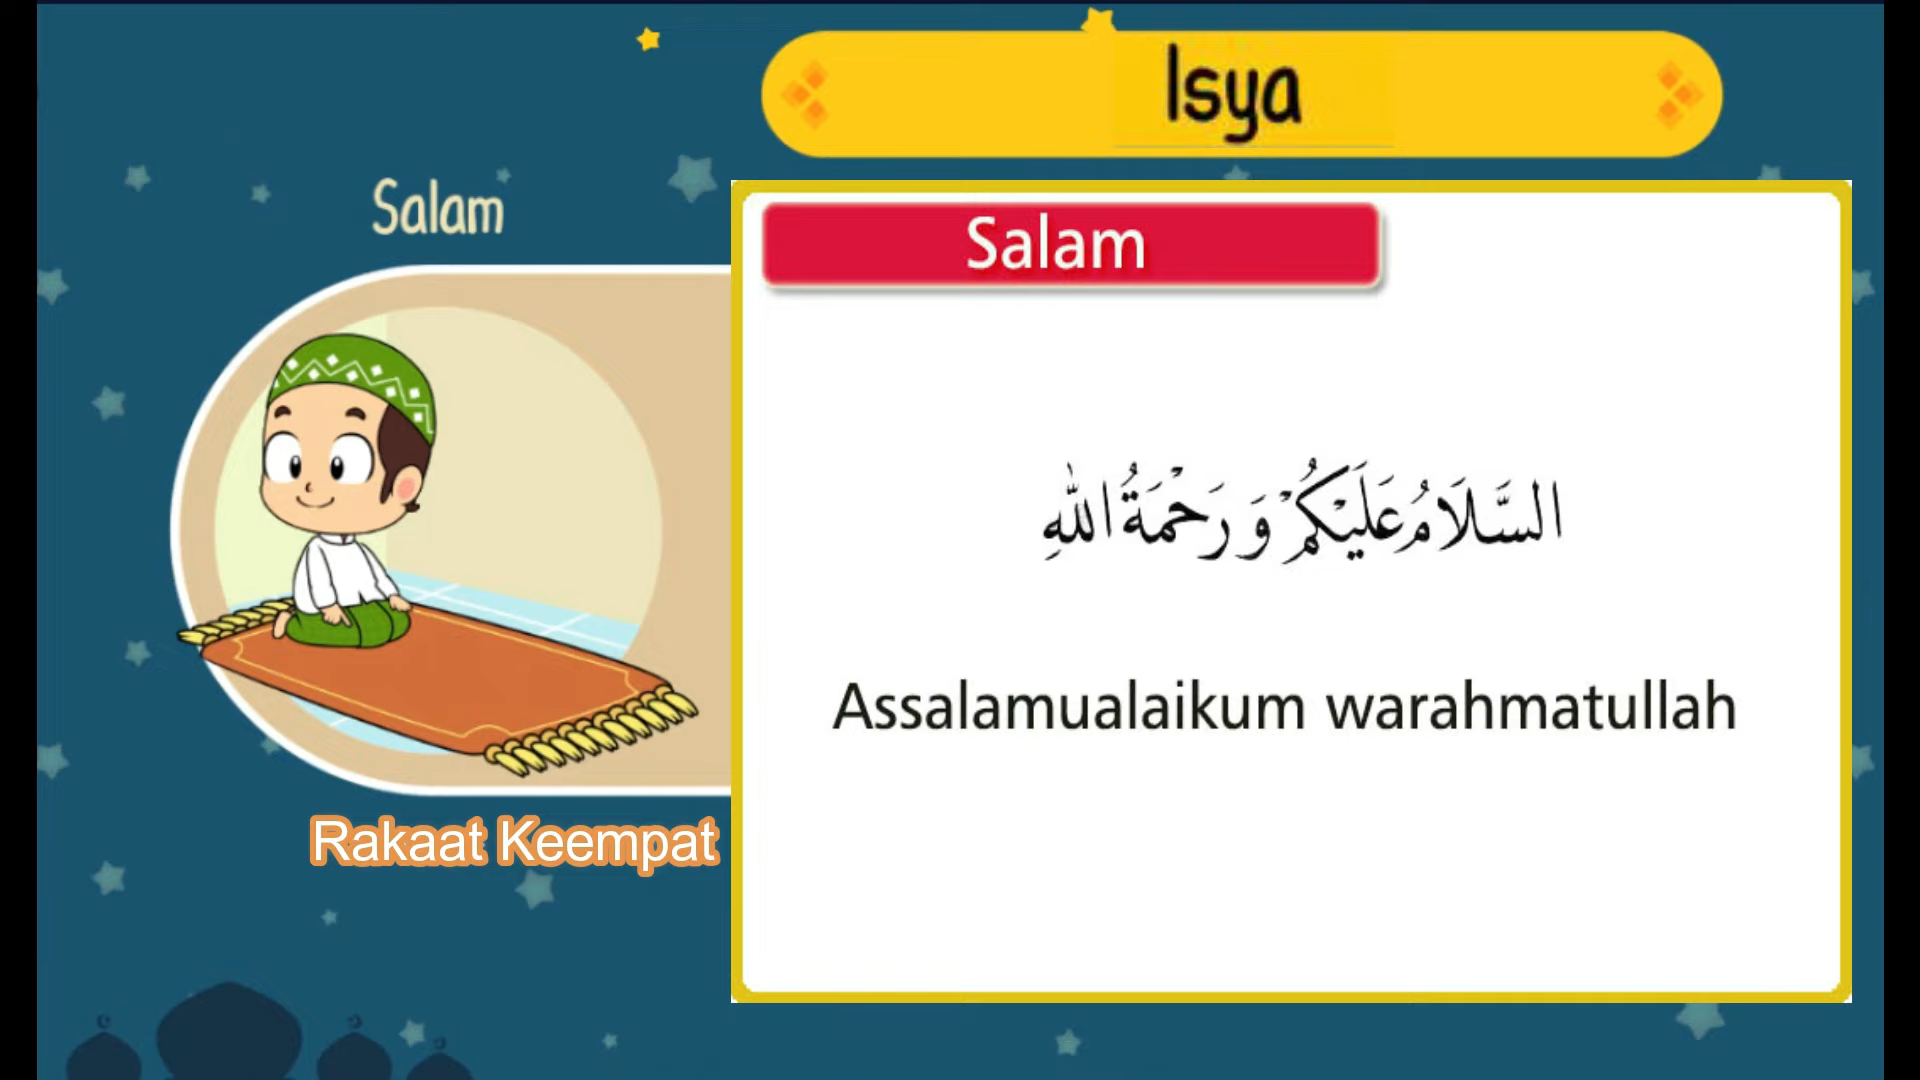 Isya
Salam
Salam
السَّلَامُ عَلَيْكُمْ وَ رَحْمَةُ اللهِ
Assalamualaikum warahmatullah
Rakaat Keempat